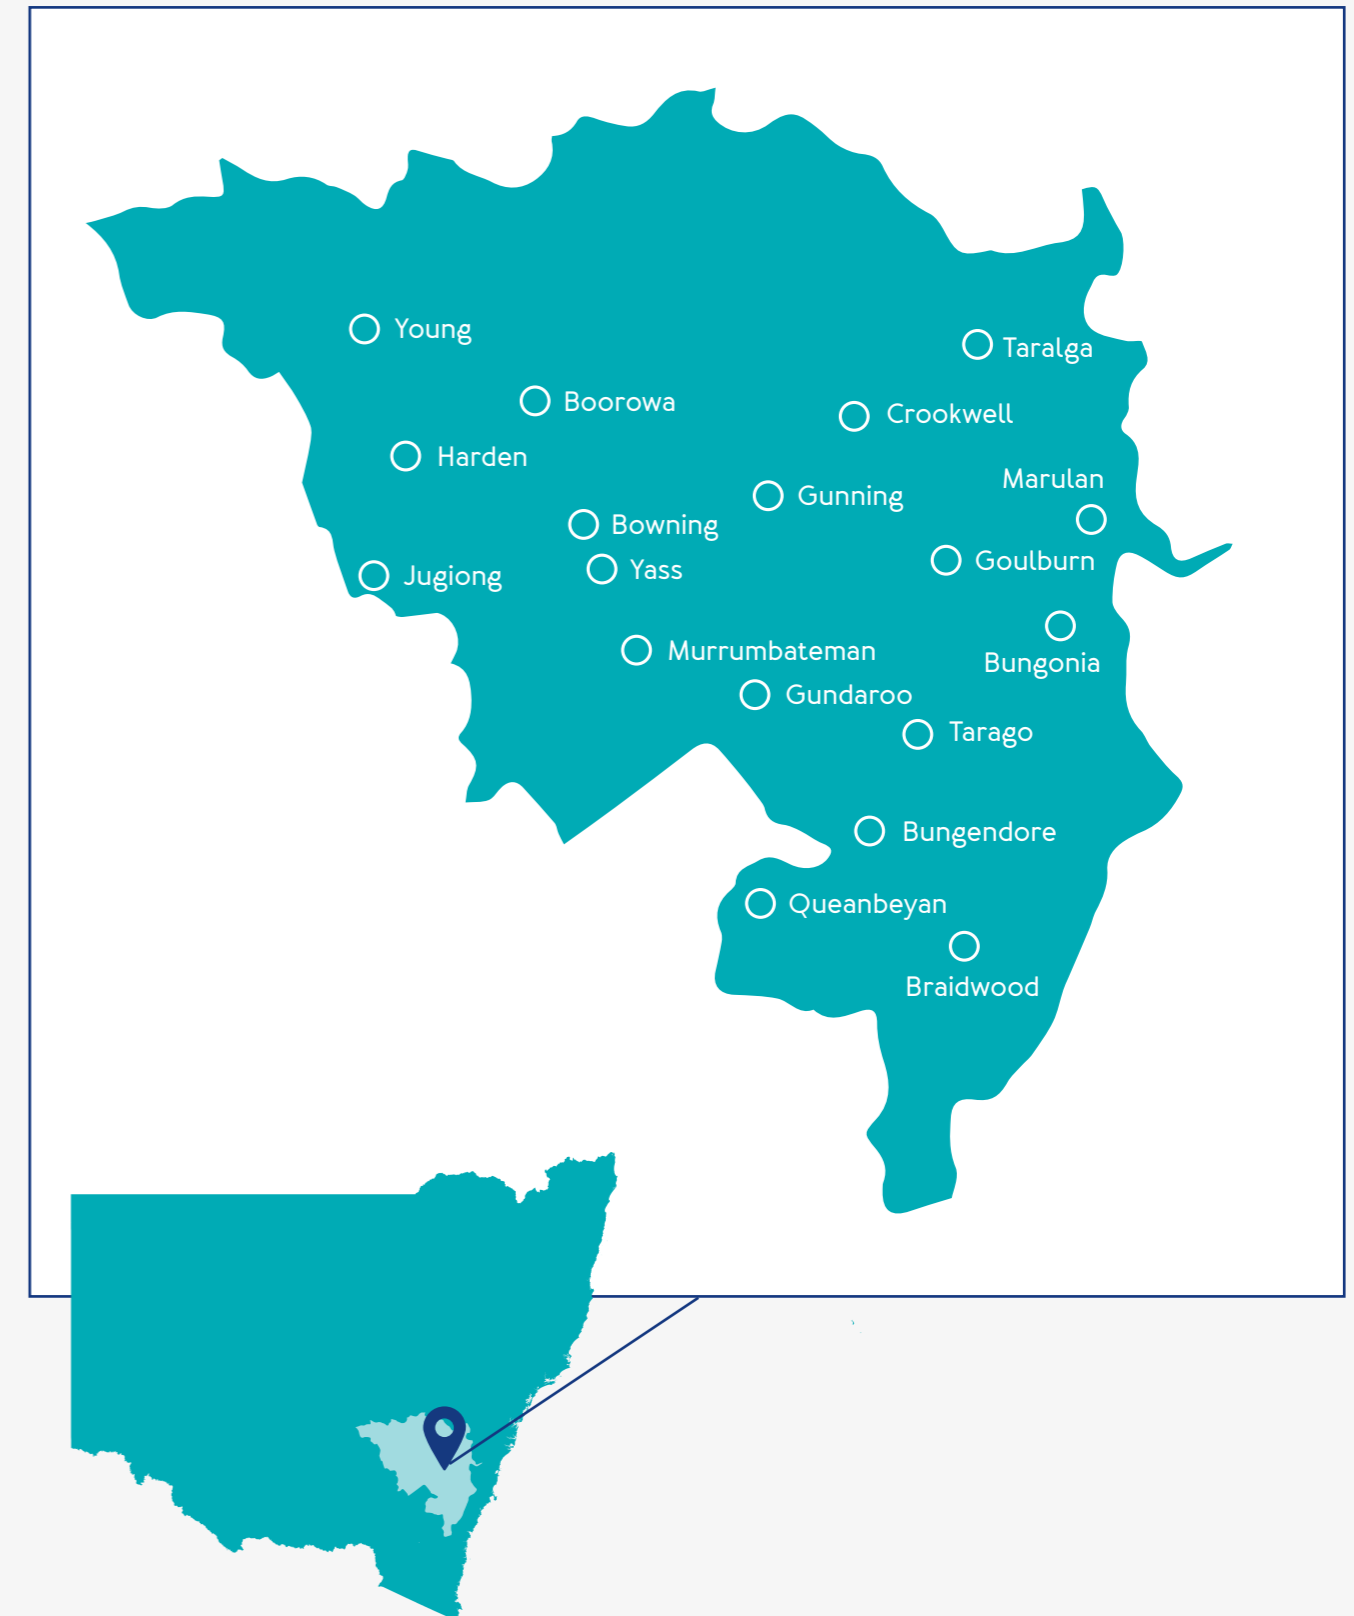 Young
Taralga
Boorowa
Crookwell
Harden
Marulan
Gunning
Bowning
Goulburn
Yass
Jugiong
Murrumbateman
Bungonia
Gundaroo
Tarago
Bungendore
Queanbeyan
Braidwood